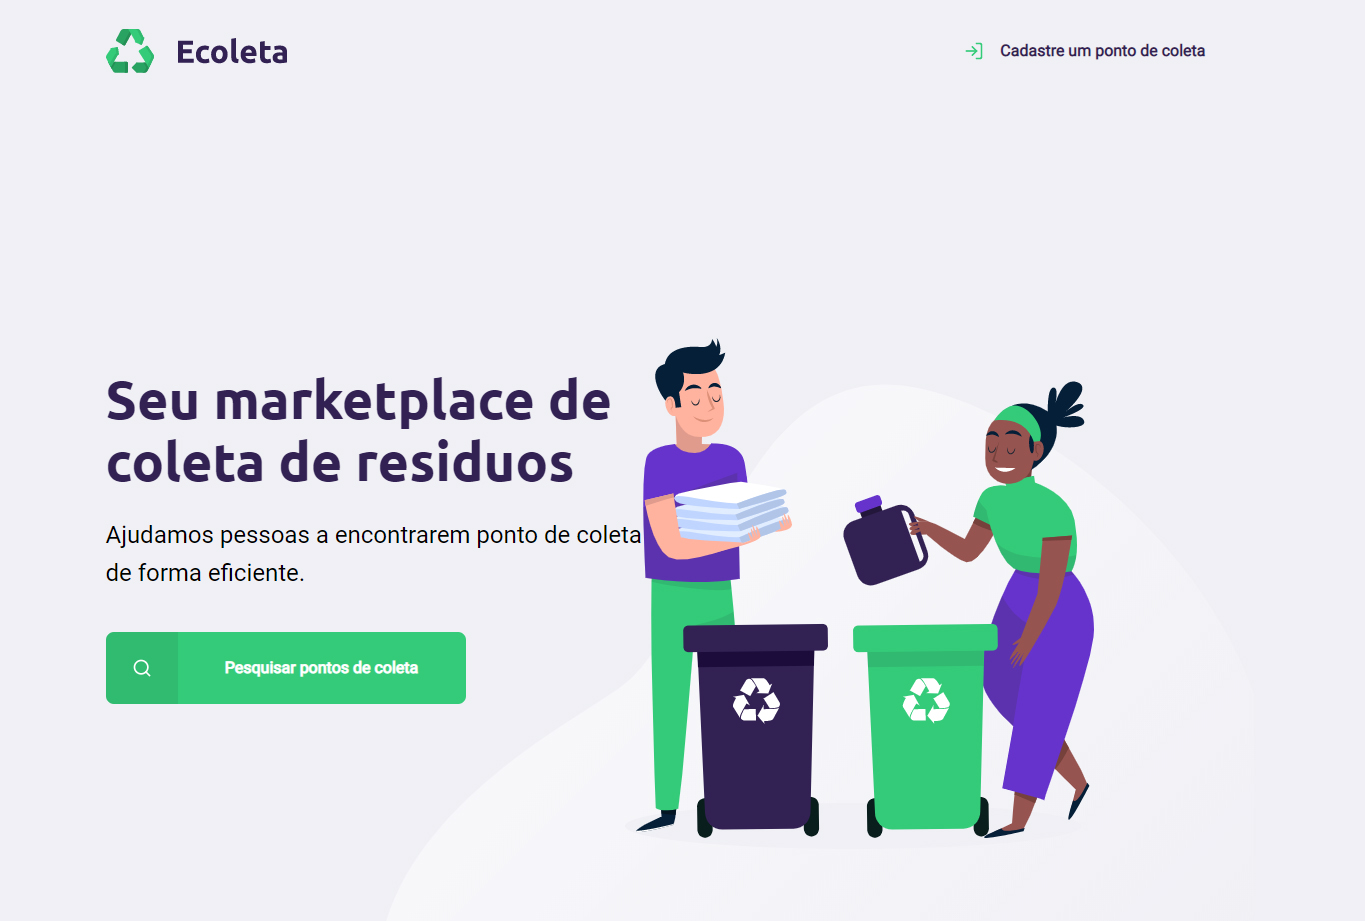 Ecoleta
Cadastre um ponto de coleta
Seu marketplace de
coleta de residuos
Ajudamos pessoas a encontrarem ponto de coleta
de forma eficiente.
Pesquisar pontos de coleta